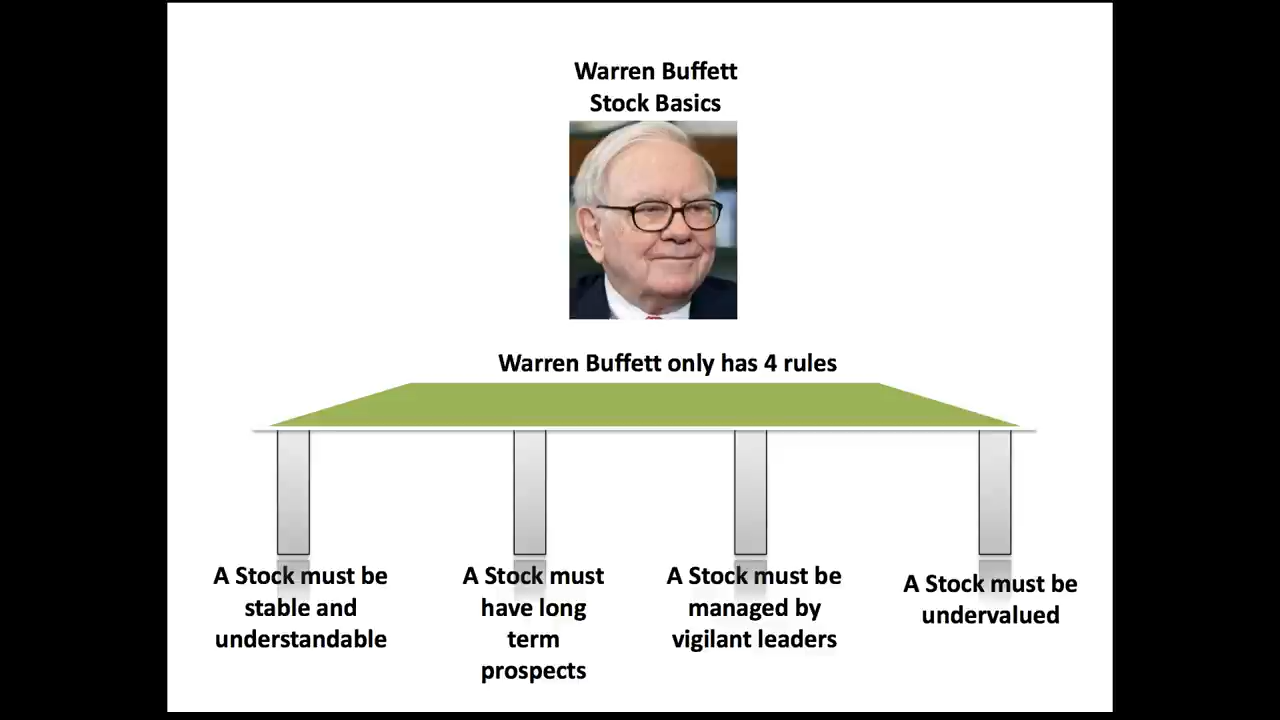 Warren Buffett
Stock Basics
Warren Buffett only has 4 rules
A Stock must be
stable and
understandable
A Stock must
have long
term
prospects
A Stock must be
managed by
vigilant leaders
A Stock must be
undervalued